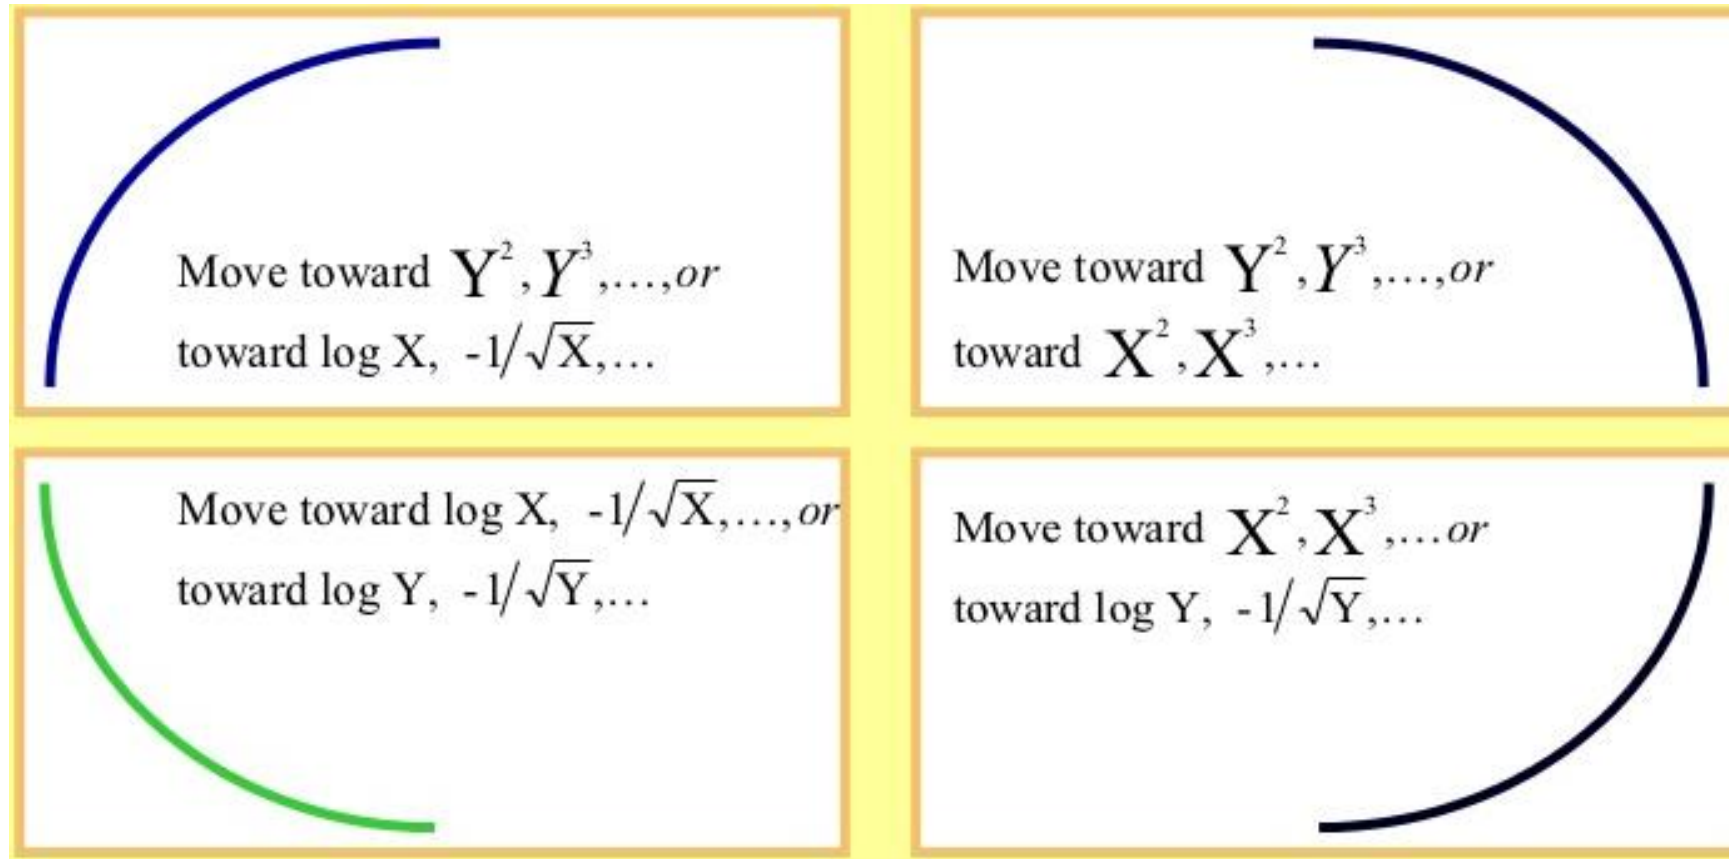 Move toward Y², Y³,...,or
toward log X, -1/√X,...
Move toward Y², Y³,...,or
toward X², X³,...
Move toward log X, -1/√X,...,or
toward log Y, -1/√Y,...
Move toward X², X³,...or
toward log Y, -1/√Y,...